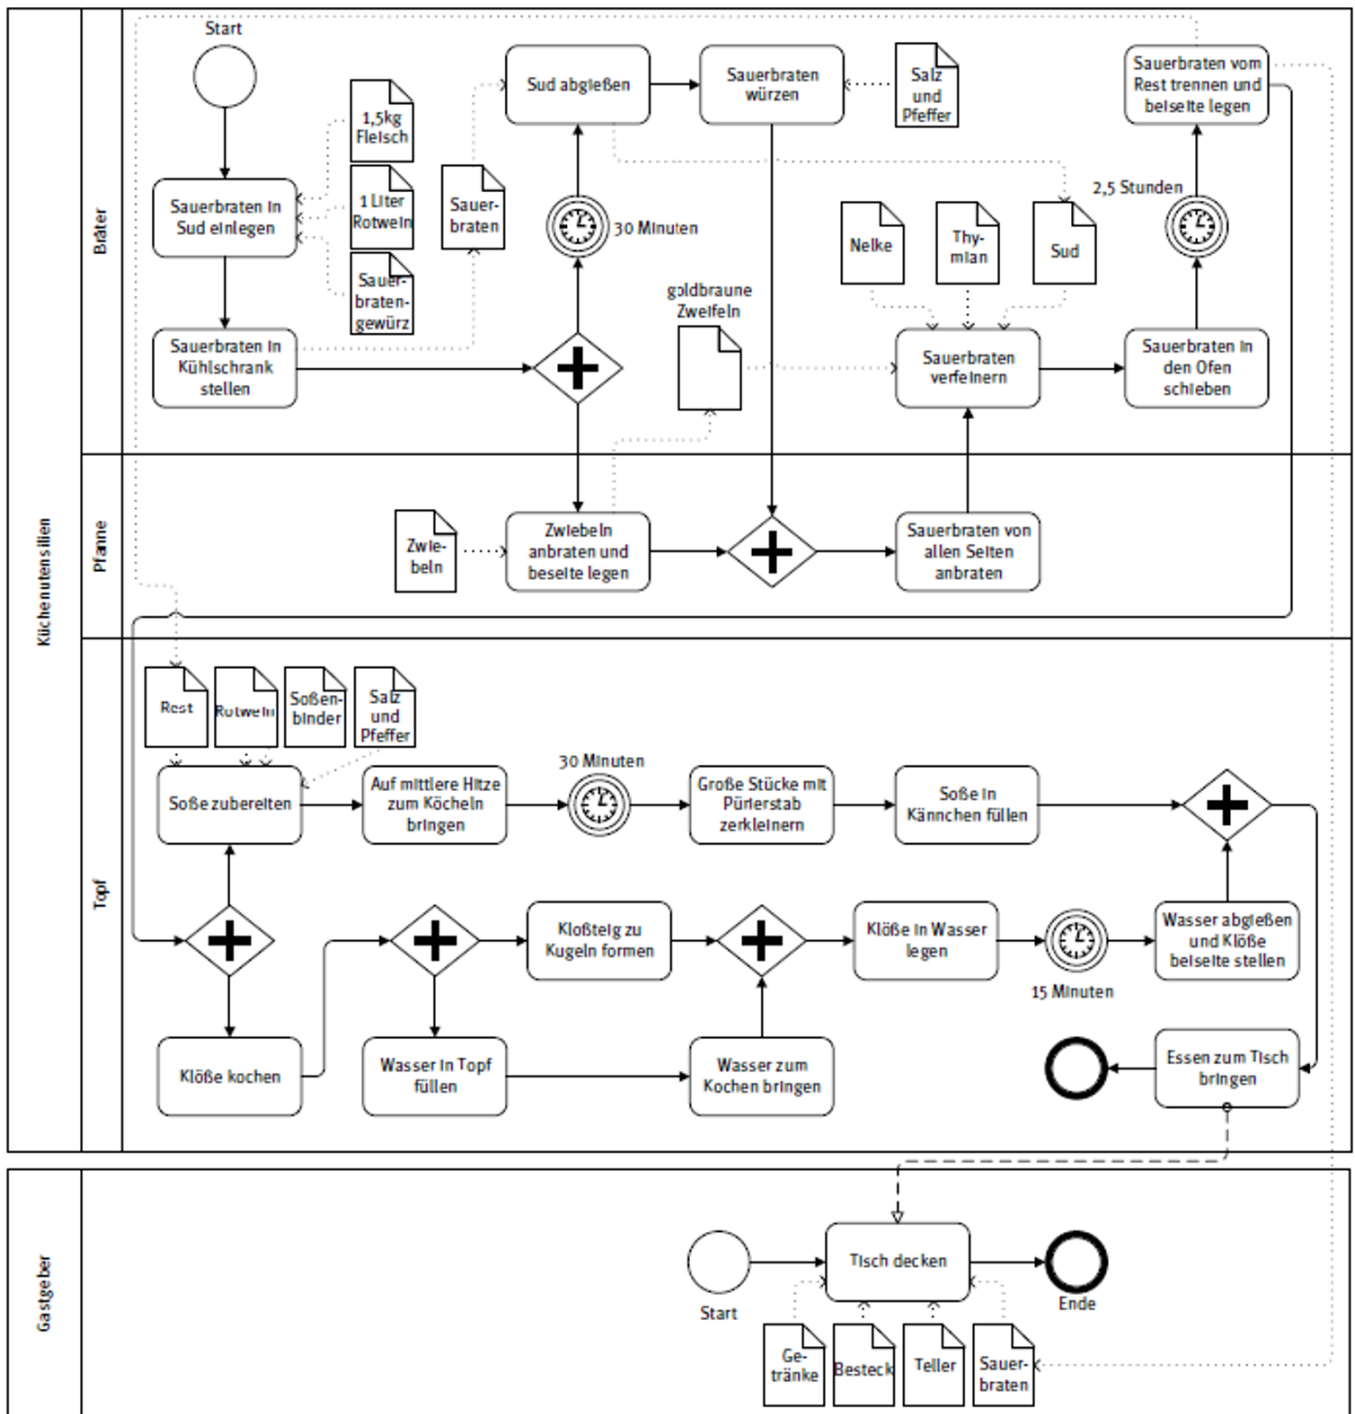 Küchenutensilien
Bräter
Start
1,5kg
Fleisch
1 Liter
Rotwein
Sauer-
braten-
gewürz
Sauerbraten in
Sud einlegen
Sauerbraten in
Kühlschrank
stellen
Sauer-
braten
Sud abgießen
30 Minuten
Sauerbraten
würzen
Salz
und
Pfeffer
goldbraune
Zweifeln
Nelke
Thy-
mian
Sud
Sauerbraten
verfeinern
Sauerbraten in
den Ofen
schieben
2,5 Stunden
Sauerbraten vom
Rest trennen und
beiseite legen
Pfanne
Zwie-
beln
Zwiebeln
anbraten und
beseite legen
Sauerbraten von
allen Seiten
anbraten
Topf
Rest
Rotwein
Soßen-
binder
Salz
und
Pfeffer
Soße zubereiten
Auf mittlere Hitze
zum Köcheln
bringen
30 Minuten
Große Stücke mit
Pürierstab
zerkleinern
Soße in
Kännchen füllen
Kloßteig zu
Kugeln formen
Klöße in Wasser
legen
15 Minuten
Wasser abgießen
und Klöße
beiseite stellen
Klöße kochen
Wasser in Topf
füllen
Wasser zum
Kochen bringen
Essen zum Tisch
bringen
Gastgeber
Start
Tisch decken
Ende
Ge-
tränke
Besteck
Teller
Sauer-
braten